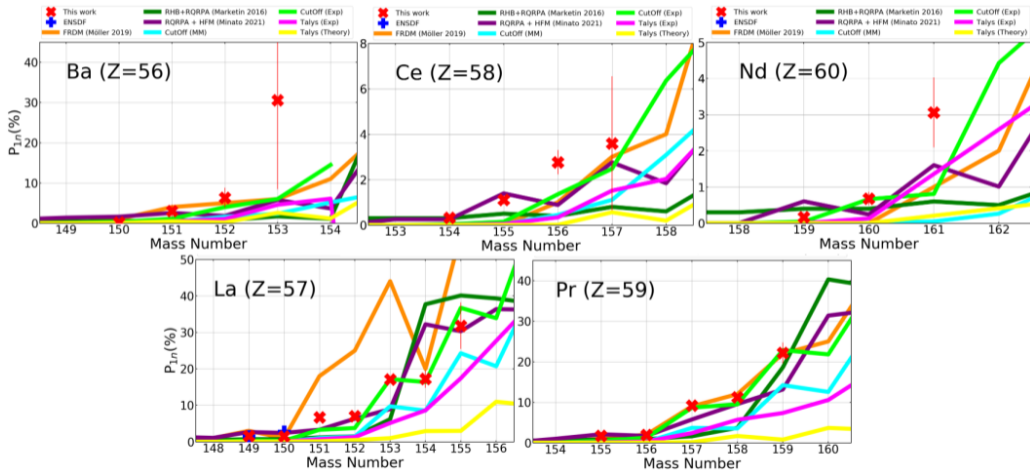 This work RHB+RQRPA (Marketin 2016) CutOff (Exp)
ENSDF RQRPA + HFM (Minato 2021) Talys (Exp)
FRDM (Möller 2019) CutOff (MM) Talys (Theory)
Ba (Z=56)
P1n(%)
40
30
20
10
0
149 150 151 152 153 154
Mass Number
This work RHB+RQRPA (Marketin 2016) CutOff (Exp)
ENSDF RQRPA + HFM (Minato 2021) Talys (Exp)
FRDM (Möller 2019) CutOff (MM) Talys (Theory)
Ce (Z=58)
8
6
4
2
0
153 154 155 156 157 158
Mass Number
This work RHB+RQRPA (Marketin 2016) CutOff (Exp)
ENSDF RQRPA + HFM (Minato 2021) Talys (Exp)
FRDM (Möller 2019) CutOff (MM) Talys (Theory)
Nd (Z=60)
5
4
3
2
1
0
158 159 160 161 162
Mass Number
La (Z=57)
P1n(%)
50
40
30
20
10
0
148 149 150 151 152 153 154 155 156
Mass Number
Pr (Z=59)
40
30
20
10
0
154 155 156 157 158 159 160
Mass Number